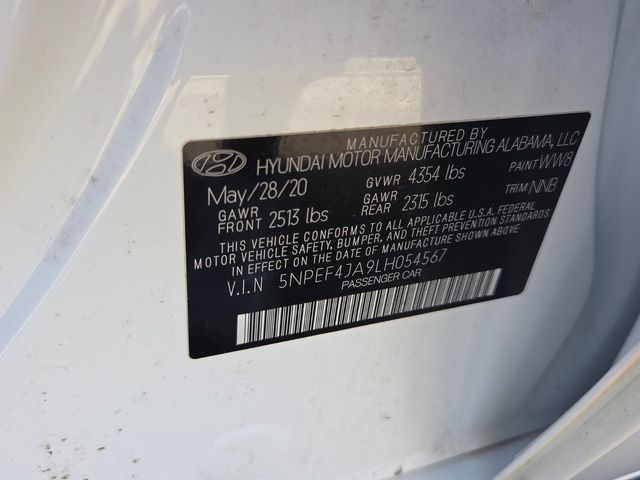 MANUFACTURED BY
HYUNDAI MOTOR MANUFACTURING ALABAMA, LLC
May/28/20 GVWR 4354 lbs PAINT WW8
GAWR FRONT 2513 lbs GAWR REAR 2315 lbs TRIM NNB
THIS VEHICLE CONFORMS TO ALL APPLICABLE U.S.A. FEDERAL
MOTOR VEHICLE SAFETY, BUMPER, AND THEFT PREVENTION STANDARDS IN EFFECT ON THE DATE OF MANUFACTURE SHOWN ABOVE.
V.I.N 5NPEF4JA9LH054567
PASSENGER CAR